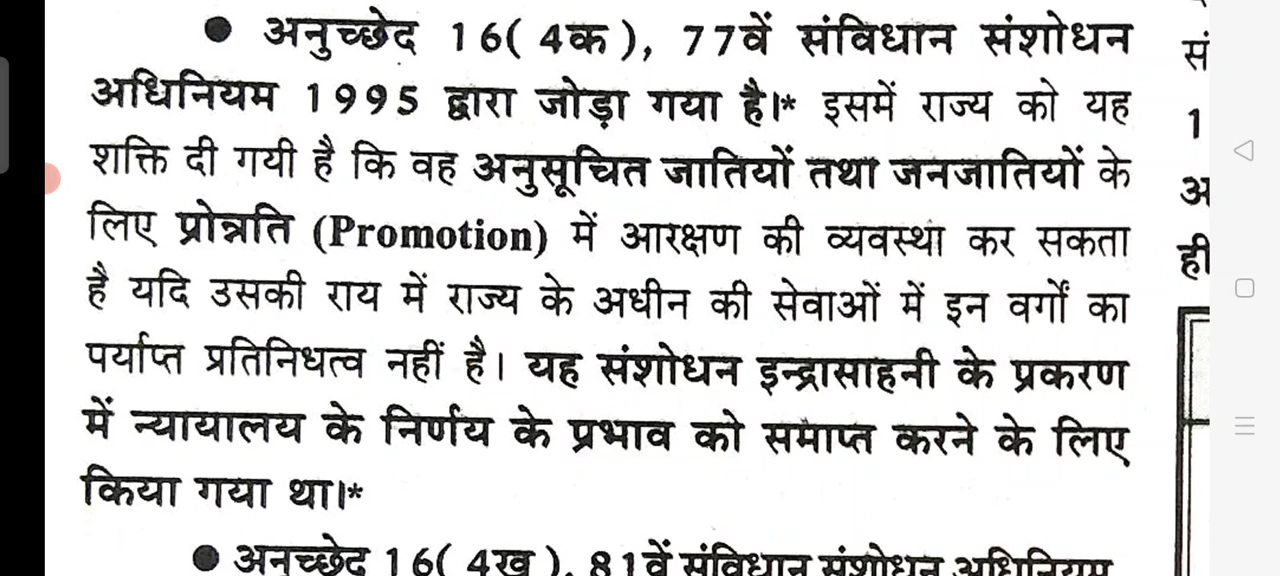 ● अनुच्छेद 16( 4क ), 77वें संविधान संशोधन
अधिनियम 1995 द्वारा जोड़ा गया है।* इसमें राज्य को यह
शक्ति दी गयी है कि वह अनुसूचित जातियों तथा जनजातियों के
लिए प्रोन्नति (Promotion) में आरक्षण की व्यवस्था कर सकता
है यदि उसकी राय में राज्य के अधीन की सेवाओं में इन वर्गों का
पर्याप्त प्रतिनिधत्व नहीं है। यह संशोधन इन्द्रासाहनी के प्रकरण
में न्यायालय के निर्णय के प्रभाव को समाप्त करने के लिए
किया गया था।*
● अनुच्छेद 16( 4ख ), 81वें संविधान संशोधन अधिनियम
सं
1
अ
ही